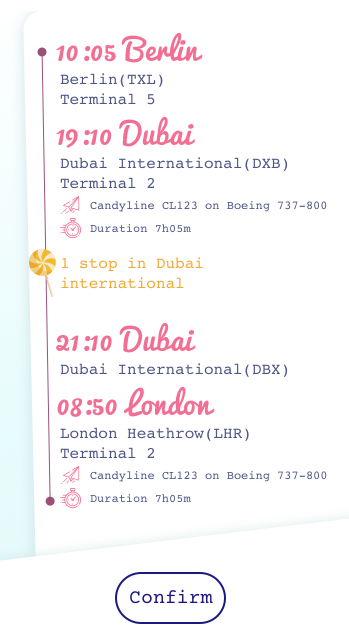 10:05 Berlin
Berlin(TXL)
Terminal 5
19:10 Dubai
Dubai International(DXB)
Terminal 2
Candyline CL123 on Boeing 737-800
Duration 7h05m
1 stop in Dubai
international
21:10 Dubai
Dubai International(DBX)
08:50 London
London Heathrow(LHR)
Terminal 2
Candyline CL123 on Boeing 737-800
Duration 7h05m
Confirm